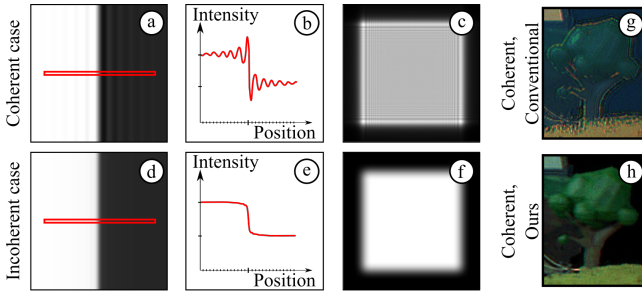 Coherent case
a
Intensity
Position
b
c
Coherent,
Conventional
g
Incoherent case
d
Intensity
Position
e
f
Coherent,
Ours
h